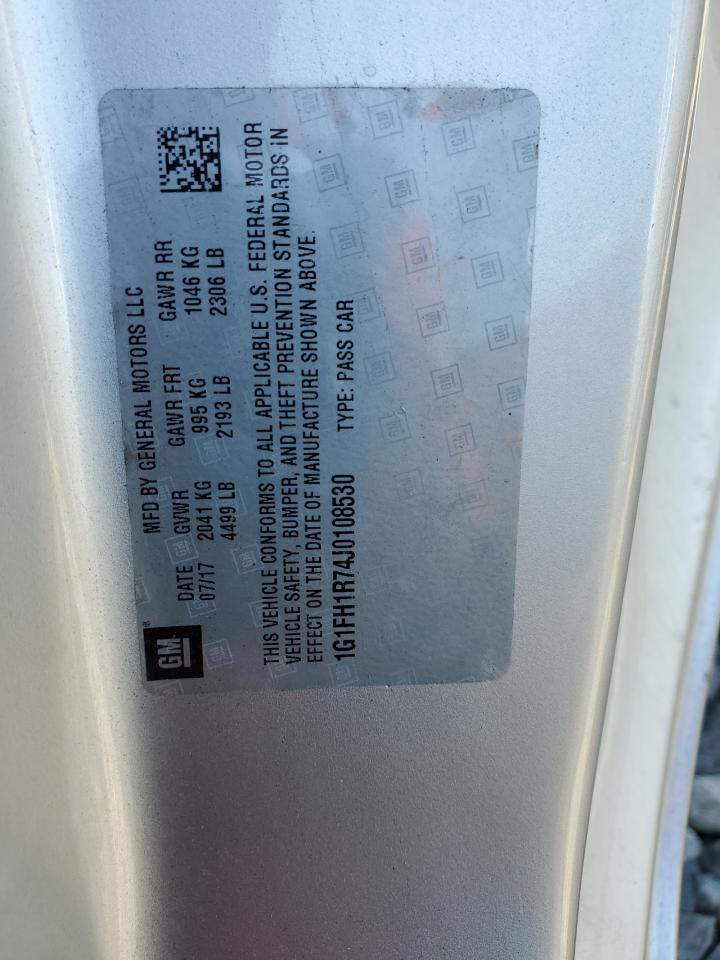 GM
MFD BY GENERAL MOTORS LLC
DATE GVWR GAWR FRT GAWR RR
07/17 2041 KG 995 KG 1046 KG
4499 LB 2193 LB 2306 LB
THIS VEHICLE CONFORMS TO ALL APPLICABLE U.S. FEDERAL MOTOR
VEHICLE SAFETY, BUMPER, AND THEFT PREVENTION STANDARDS IN
EFFECT ON THE DATE OF MANUFACTURE SHOWN ABOVE.
1G1FH1R74J0108530 TYPE: PASS CAR